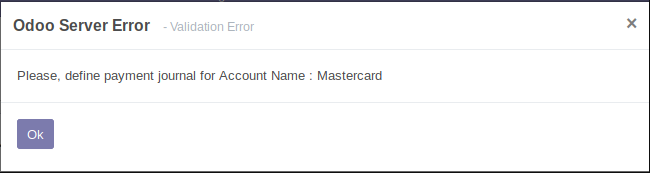 Odoo Server Error - Validation Error ×
Please, define payment journal for Account Name : Mastercard
Ok